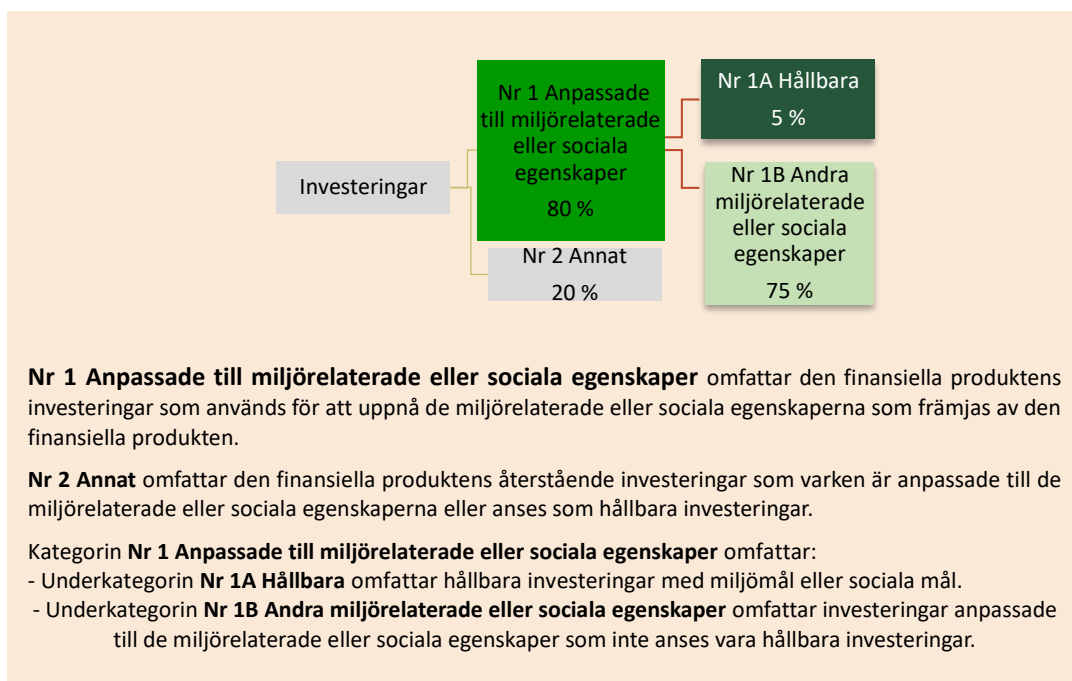 Investeringar
Nr 1 Anpassade
till miljörelaterade
eller sociala
egenskaper
80 %
Nr 2 Annat
20 %
Nr 1A Hållbara
5 %
Nr 1B Andra
miljörelaterade
eller sociala
egenskaper
75 %
Nr 1 Anpassade till miljörelaterade eller sociala egenskaper omfattar den finansiella produktens
investeringar som används för att uppnå de miljörelaterade eller sociala egenskaperna som främjas av den
finansiella produkten.
Nr 2 Annat omfattar den finansiella produktens återstående investeringar som varken är anpassade till de
miljörelaterade eller sociala egenskaperna eller anses som hållbara investeringar.
Kategorin Nr 1 Anpassade till miljörelaterade eller sociala egenskaper omfattar:
- Underkategorin Nr 1A Hållbara omfattar hållbara investeringar med miljömål eller sociala mål.
- Underkategorin Nr 1B Andra miljörelaterade eller sociala egenskaper omfattar investeringar anpassade
till de miljörelaterade eller sociala egenskaper som inte anses vara hållbara investeringar.